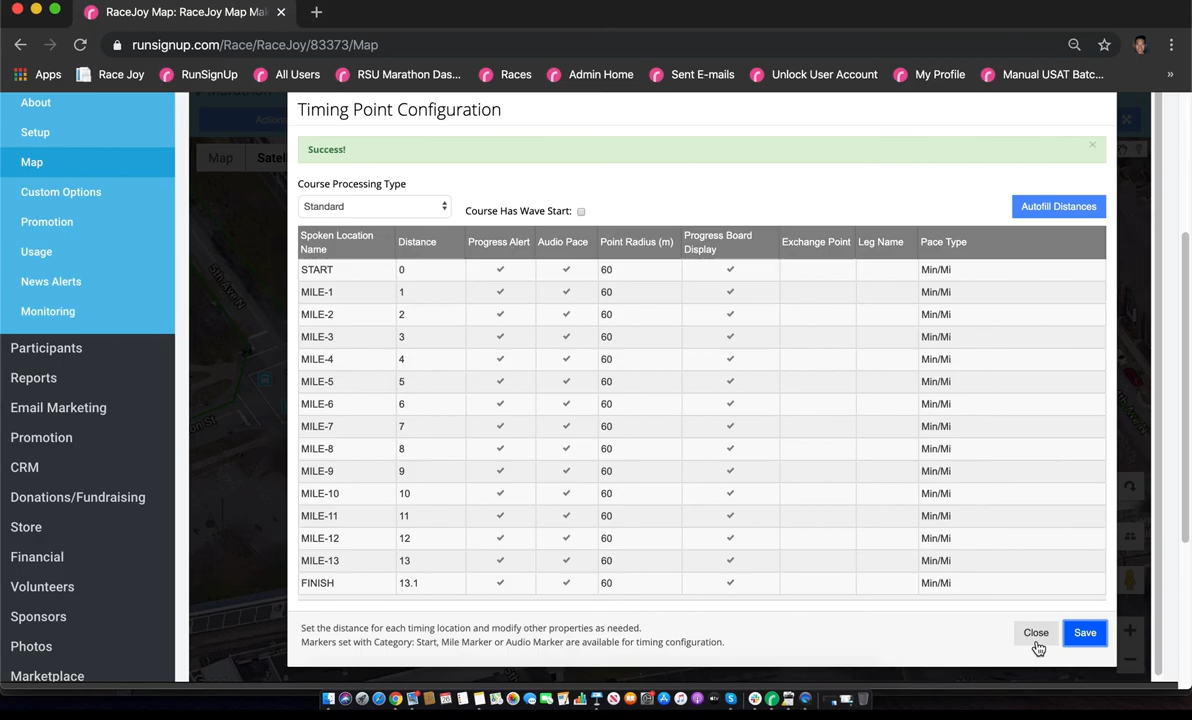 RaceJoy Map: RaceJoy Map Mak
runsignup.com/Race/RaceJoy/83373/Map
Apps Race Joy RunSignUp All Users RSU Marathon Das... Races Admin Home Sent E-mails Unlock User Account My Profile Manual USAT Batc... »
About
Setup
Map
Custom Options
Promotion
Usage
News Alerts
Monitoring
Participants
Reports
Email Marketing
Promotion
CRM
Donations/Fundraising
Store
Financial
Volunteers
Sponsors
Photos
Marketplace
Map Satel
5th Ave N
Timing Point Configuration
Success! ×
Course Processing Type
Standard Course Has Wave Start: Autofill Distances
Spoken Location Name Distance Progress Alert Audio Pace Point Radius (m) Progress Board Display Exchange Point Leg Name Pace Type
START 0 ✓ ✓ 60 ✓ Min/Mi
MILE-1 1 ✓ ✓ 60 ✓ Min/Mi
MILE-2 2 ✓ ✓ 60 ✓ Min/Mi
MILE-3 3 ✓ ✓ 60 ✓ Min/Mi
MILE-4 4 ✓ ✓ 60 ✓ Min/Mi
MILE-5 5 ✓ ✓ 60 ✓ Min/Mi
MILE-6 6 ✓ ✓ 60 ✓ Min/Mi
MILE-7 7 ✓ ✓ 60 ✓ Min/Mi
MILE-8 8 ✓ ✓ 60 ✓ Min/Mi
MILE-9 9 ✓ ✓ 60 ✓ Min/Mi
MILE-10 10 ✓ ✓ 60 ✓ Min/Mi
MILE-11 11 ✓ ✓ 60 ✓ Min/Mi
MILE-12 12 ✓ ✓ 60 ✓ Min/Mi
MILE-13 13 ✓ ✓ 60 ✓ Min/Mi
FINISH 13.1 ✓ ✓ 60 ✓ Min/Mi
Set the distance for each timing location and modify other properties as needed.
Markers set with Category: Start, Mile Marker or Audio Marker are available for timing configuration.
Close Save